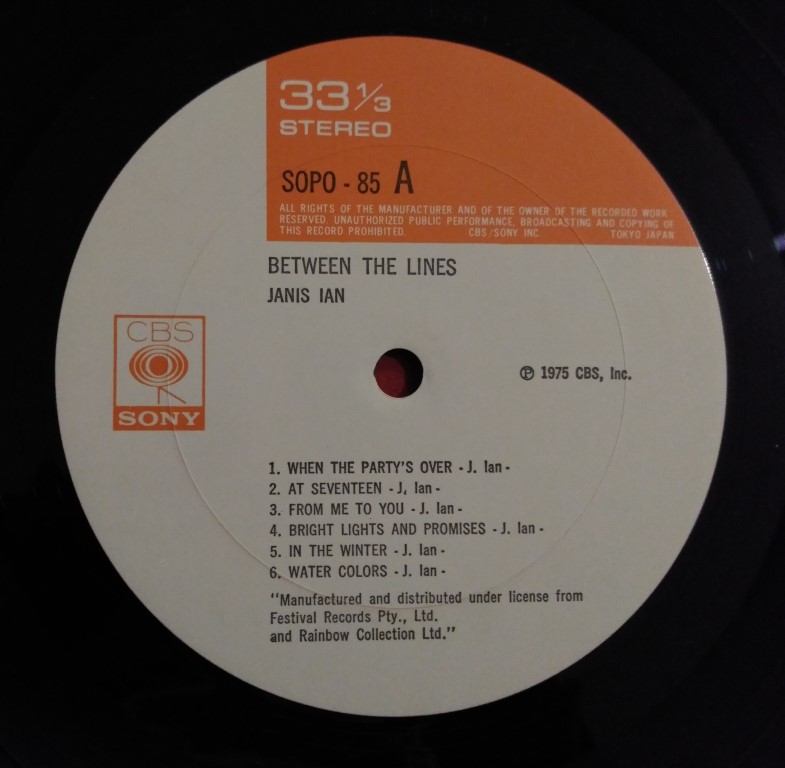 33 1/3
STEREO
SOPO - 85 A
ALL RIGHTS OF THE MANUFACTURER AND OF THE OWNER OF THE RECORDED WORK
RESERVED. UNAUTHORIZED PUBLIC PERFORMANCE, BROADCASTING AND COPYING OF
THIS RECORD PROHIBITED. CBS/SONY INC TOKYO JAPAN
BETWEEN THE LINES
JANIS IAN
CBS
SONY
Ⓟ 1975 CBS, Inc.
1. WHEN THE PARTY'S OVER - J. Ian -
2. AT SEVENTEEN - J. Ian -
3. FROM ME TO YOU - J. Ian -
4. BRIGHT LIGHTS AND PROMISES - J. Ian -
5. IN THE WINTER - J. Ian -
6. WATER COLORS - J. Ian -
"Manufactured and distributed under license from
Festival Records Pty., Ltd.
and Rainbow Collection Ltd."